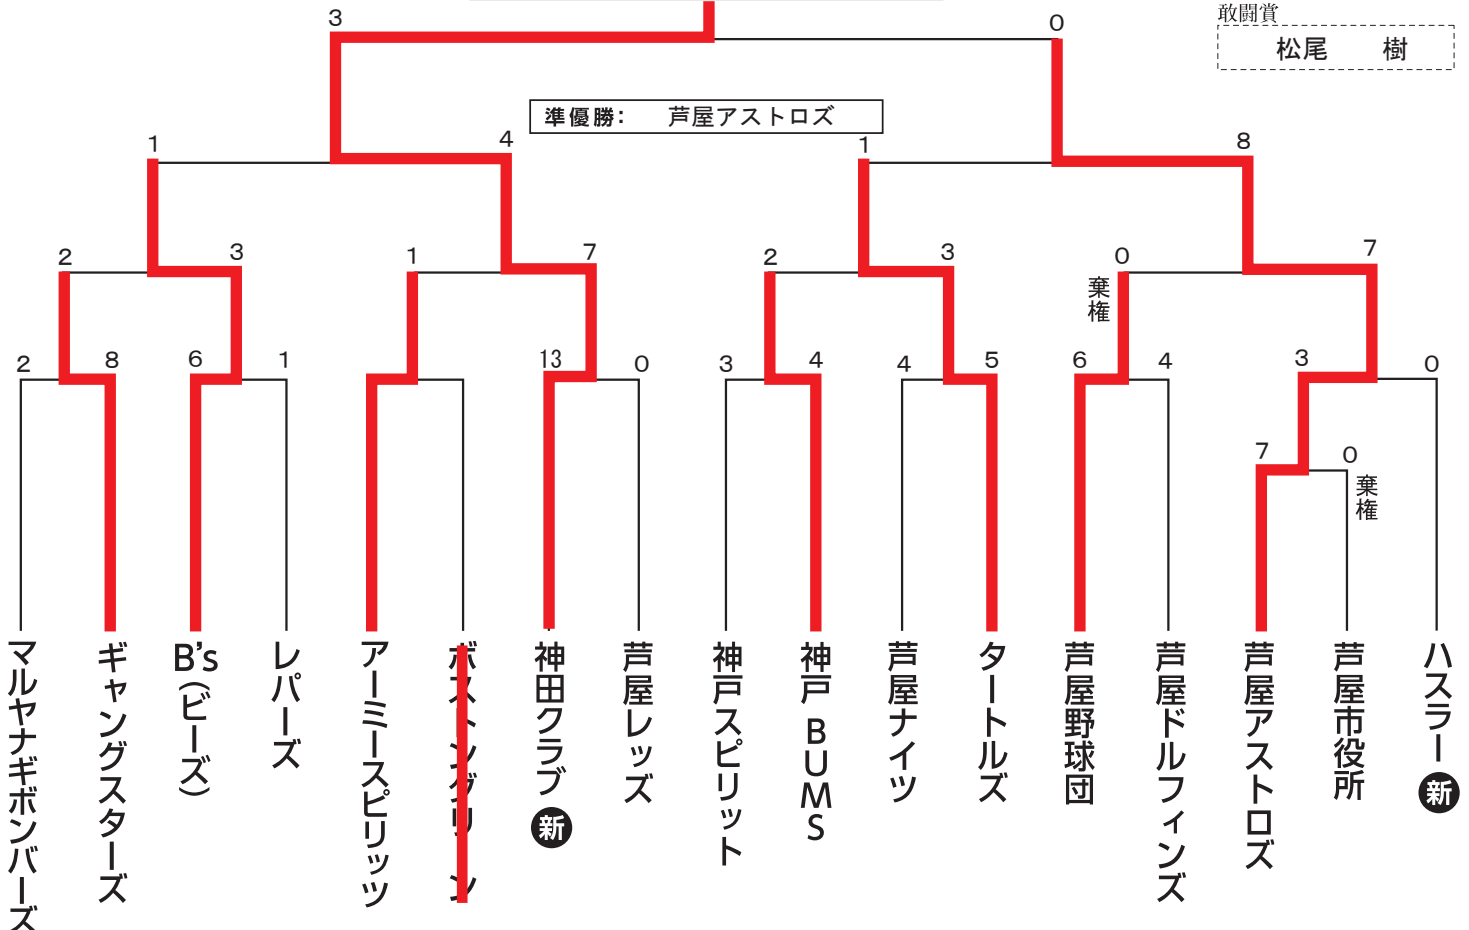 3
0
敢闘賞
松尾　樹
準優勝：　芦屋アストロズ
1
4
1
8
2
3
1
7
2
3
0
7
棄権
2
8
6
1
13
0
3
4
4
5
6
4
3
0
7
0
棄権
マルヤナギボンバーズ
ギャングスターズ
B's(ビーズ)
レパーズ
アーミースピリッツ
神田クラブ 新
芦屋レッズ
神戸スピリット
神戸 BUMS
芦屋ナイツ
タートルズ
芦屋野球団
芦屋ドルフィンズ
芦屋アストロズ
芦屋市役所
ハスラー 新